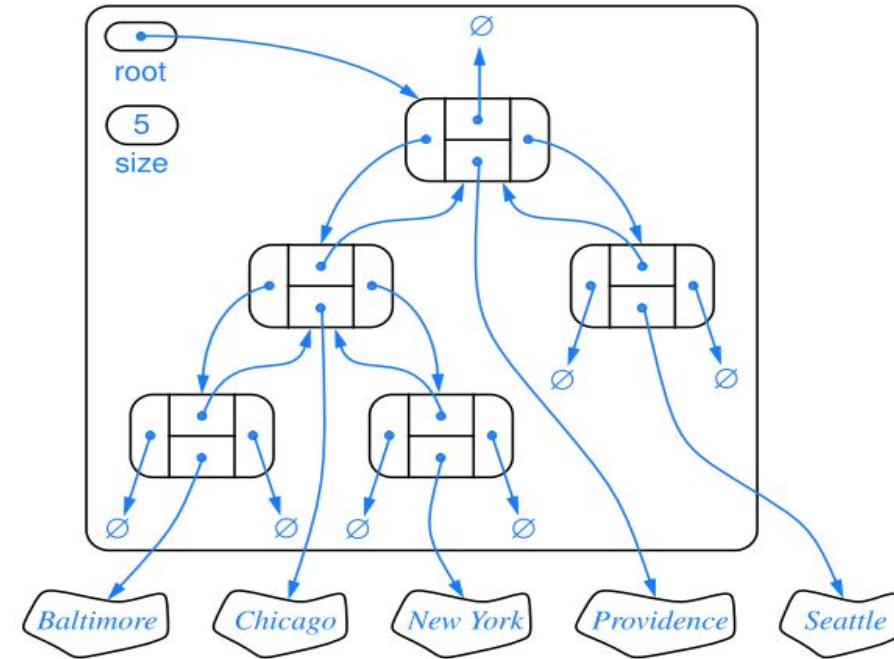 ∅
root
5
size
∅ ∅
∅ ∅ ∅ ∅
Baltimore Chicago New York Providence Seattle